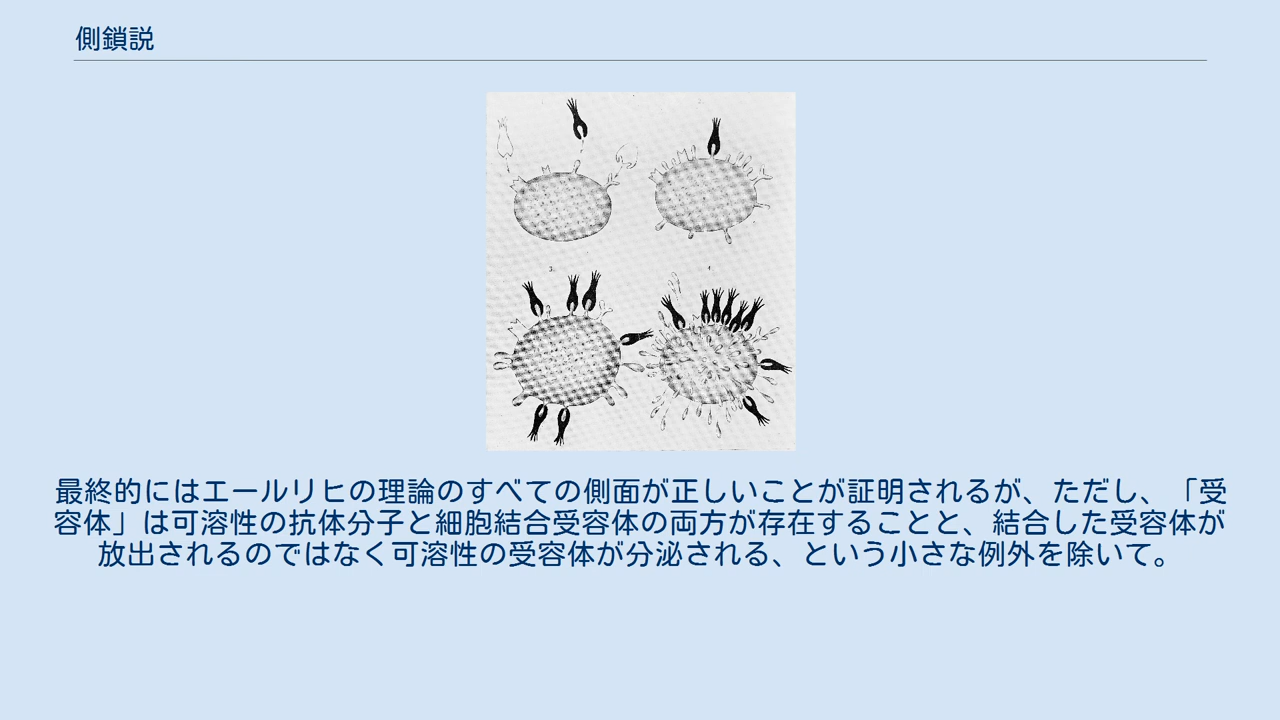 側鎖説
最終的にはエールリヒの理論のすべての側面が正しいことが証明されるが、ただし、「受
容体」は可溶性の抗体分子と細胞結合受容体の両方が存在することと、結合した受容体が
放出されるのではなく可溶性の受容体が分泌される、という小さな例外を除いて。